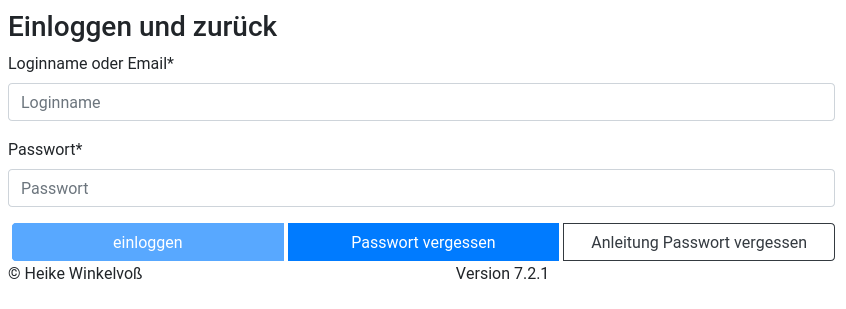 Einloggen und zurück
Loginname oder Email*
Loginname
Passwort*
Passwort
einloggen Passwort vergessen Anleitung Passwort vergessen
© Heike Winkelvoß Version 7.2.1